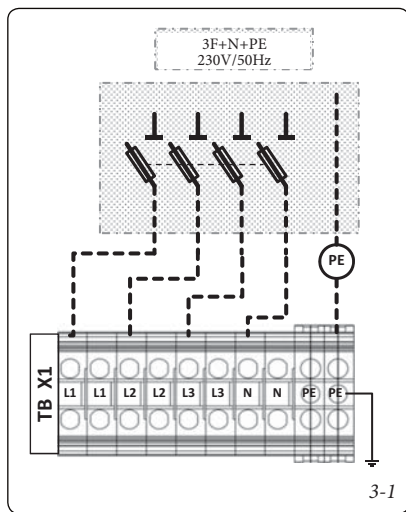 3F+N+PE
230V/50Hz
PE
TB X1
L1 L1 L2 L2 L3 L3 N N PE PE
3-1